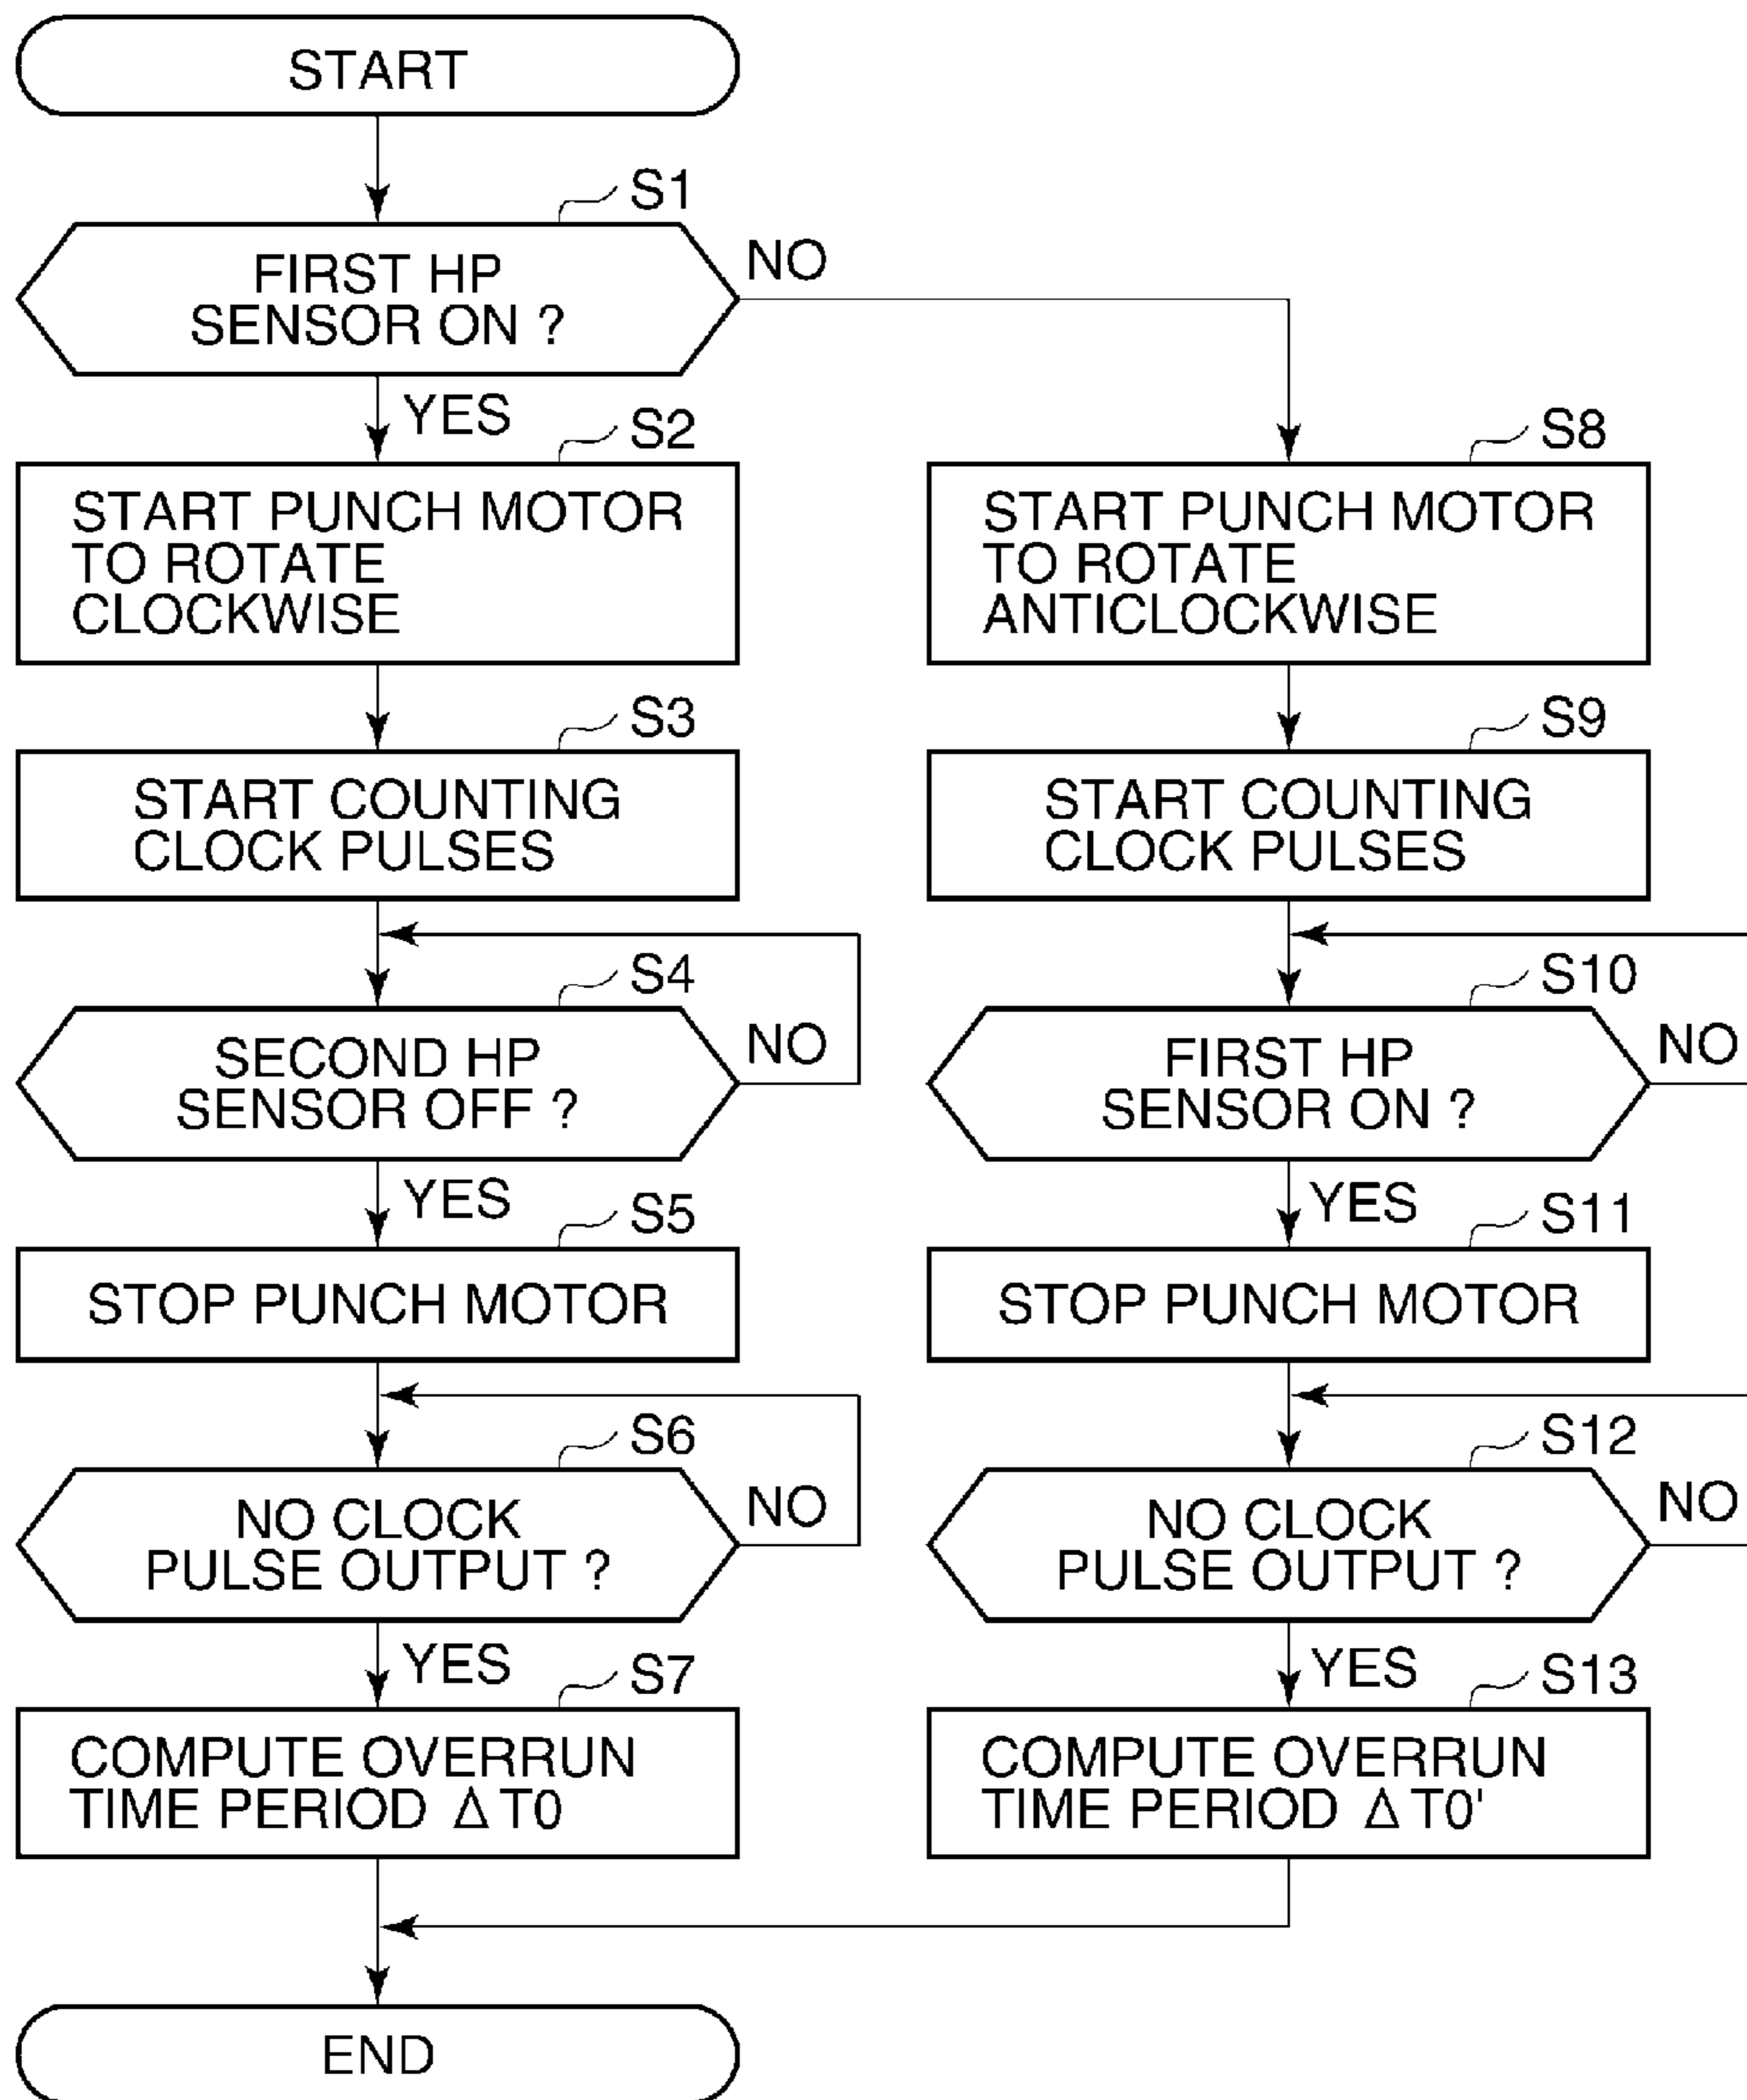 START
S1
FIRST HP
SENSOR ON ?
NO
YES
S2
START PUNCH MOTOR
TO ROTATE
CLOCKWISE
S3
START COUNTING
CLOCK PULSES
S4
SECOND HP
SENSOR OFF ?
NO
YES
S5
STOP PUNCH MOTOR
S6
NO CLOCK
PULSE OUTPUT ?
NO
YES
S7
COMPUTE OVERRUN
TIME PERIOD Δ T0
S8
START PUNCH MOTOR
TO ROTATE
ANTICLOCKWISE
S9
START COUNTING
CLOCK PULSES
S10
FIRST HP
SENSOR ON ?
NO
YES
S11
STOP PUNCH MOTOR
S12
NO CLOCK
PULSE OUTPUT ?
NO
YES
S13
COMPUTE OVERRUN
TIME PERIOD Δ T0'
END